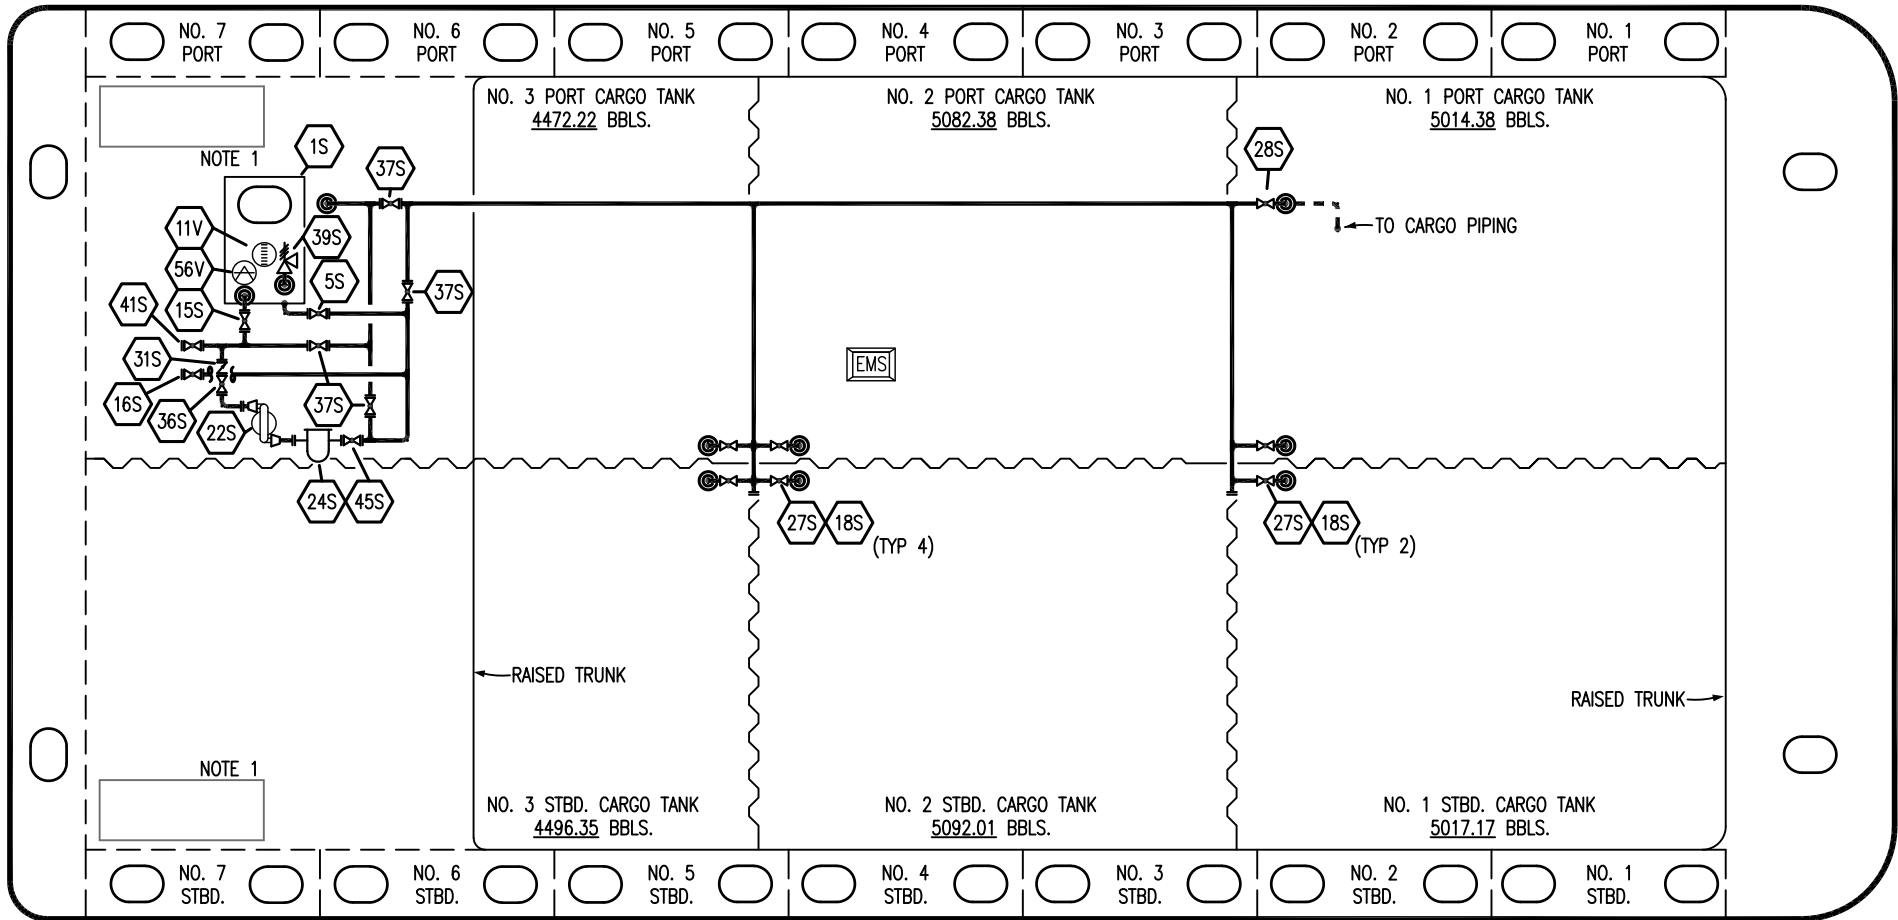 NO. 7
PORT
NO. 6
PORT
NO. 5
PORT
NO. 4
PORT
NO. 3
PORT
NO. 2
PORT
NO. 1
PORT
NO. 3 PORT CARGO TANK
4472.22 BBLS.
NO. 2 PORT CARGO TANK
5082.38 BBLS.
NO. 1 PORT CARGO TANK
5014.38 BBLS.
NOTE 1
1S
37S
28S
11V
39S
TO CARGO PIPING
56V
5S
41S
15S
37S
31S
EMS
16S
36S
22S
37S
24S
45S
27S
18S
(TYP 4)
27S
18S
(TYP 2)
RAISED TRUNK
RAISED TRUNK
NOTE 1
NO. 3 STBD. CARGO TANK
4496.35 BBLS.
NO. 2 STBD. CARGO TANK
5092.01 BBLS.
NO. 1 STBD. CARGO TANK
5017.17 BBLS.
NO. 7
STBD.
NO. 6
STBD.
NO. 5
STBD.
NO. 4
STBD.
NO. 3
STBD.
NO. 2
STBD.
NO. 1
STBD.